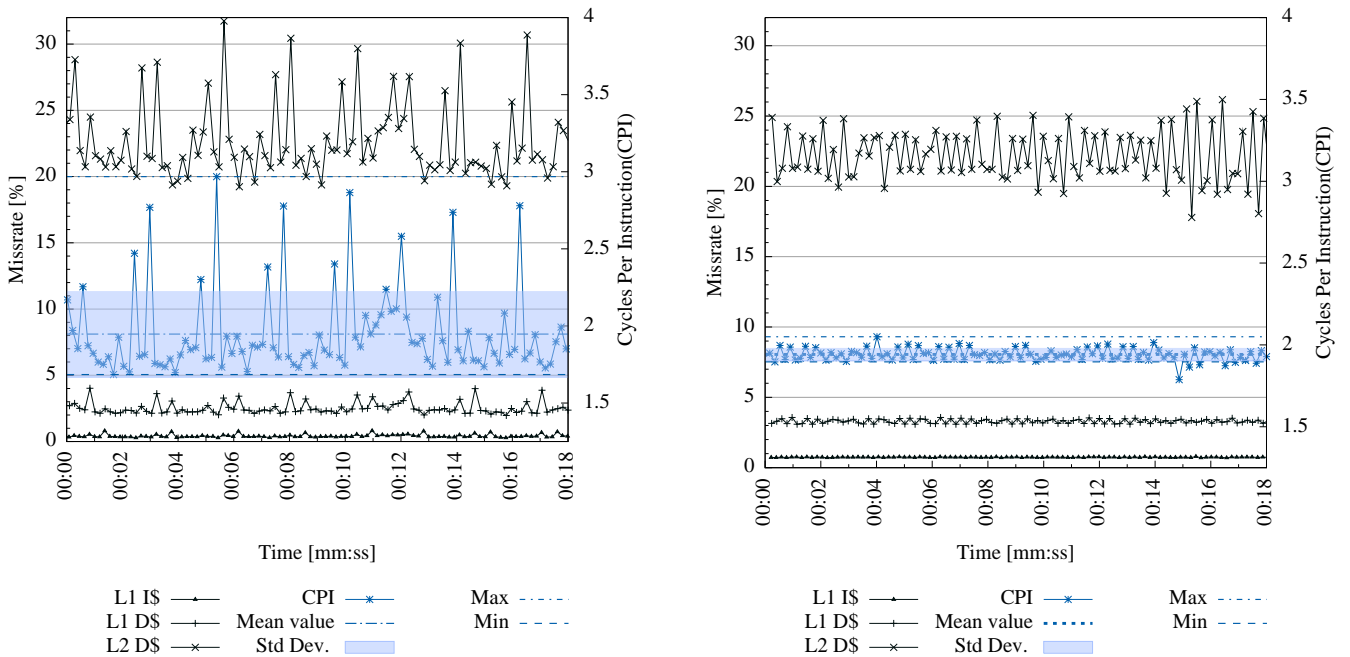 30
25
20
15
10
5
0
Missrate [%]
4
3.5
3
2.5
2
1.5
Cycles Per Instruction(CPI)
00:00
00:02
00:04
00:06
00:08
00:10
00:12
00:14
00:16
00:18
Time [mm:ss]
L1 I$
CPI
Max
L1 D$
Mean value
Min
L2 D$
Std Dev.
30
25
20
15
10
5
0
Missrate [%]
4
3.5
3
2.5
2
1.5
Cycles Per Instruction(CPI)
00:00
00:02
00:04
00:06
00:08
00:10
00:12
00:14
00:16
00:18
Time [mm:ss]
L1 I$
CPI
Max
L1 D$
Mean value
Min
L2 D$
Std Dev.